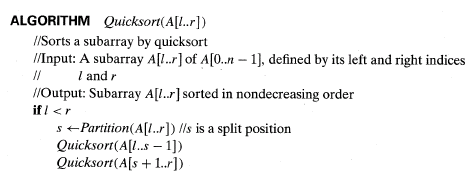 ALGORITHM Quicksort(A[l..r])
//Sorts a subarray by quicksort
//Input: A subarray A[l..r] of A[0..n − 1], defined by its left and right indices
// l and r
//Output: Subarray A[l..r] sorted in nondecreasing order
if l < r
s ←Partition(A[l..r]) //s is a split position
Quicksort(A[l..s − 1])
Quicksort(A[s + 1..r])